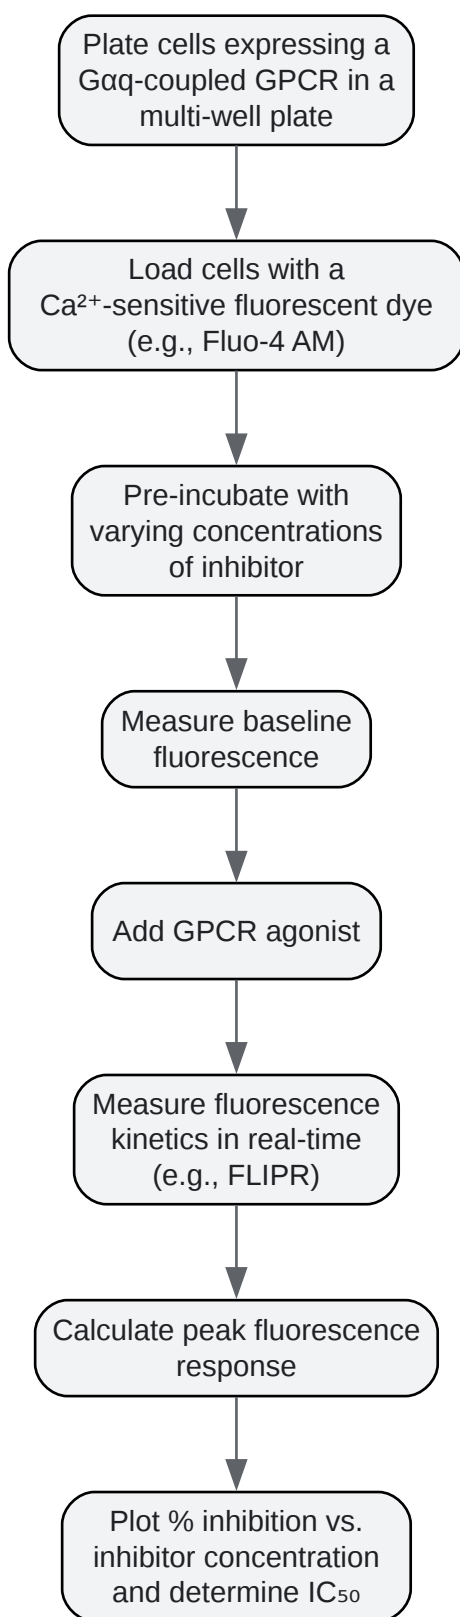 Plate cells expressing a
Gαq-coupled GPCR in a
multi-well plate
Load cells with a
Ca²⁺-sensitive fluorescent dye
(e.g., Fluo-4 AM)
Pre-incubate with
varying concentrations
of inhibitor
Measure baseline
fluorescence
Add GPCR agonist
Measure fluorescence
kinetics in real-time
(e.g., FLIPR)
Calculate peak fluorescence
response
Plot % inhibition vs.
inhibitor concentration
and determine IC₅₀